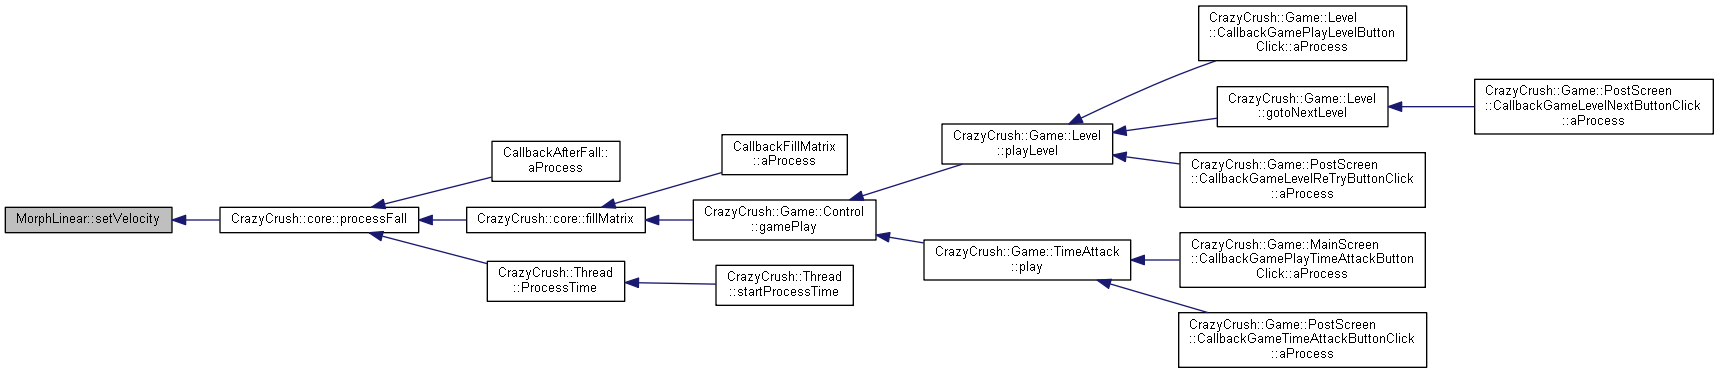 MorphLinear::setVelocity
CrazyCrush::core::processFall
CallbackAfterFall::
aProcess
CrazyCrush::core::fillMatrix
CrazyCrush::Thread
::ProcessTime
CallbackFillMatrix
::aProcess
CrazyCrush::Game::Control
::gamePlay
CrazyCrush::Thread
::startProcessTime
CrazyCrush::Game::Level
::playLevel
CrazyCrush::Game::TimeAttack
::play
CrazyCrush::Game::Level
::CallbackGamePlayLevelButton
Click::aProcess
CrazyCrush::Game::Level
::gotoNextLevel
CrazyCrush::Game::PostScreen
::CallbackGameLevelReTryButtonClick
::aProcess
CrazyCrush::Game::MainScreen
::CallbackGamePlayTimeAttackButton
Click::aProcess
CrazyCrush::Game::PostScreen
::CallbackGameTimeAttackButtonClick
::aProcess
CrazyCrush::Game::PostScreen
::CallbackGameLevelNextButtonClick
::aProcess